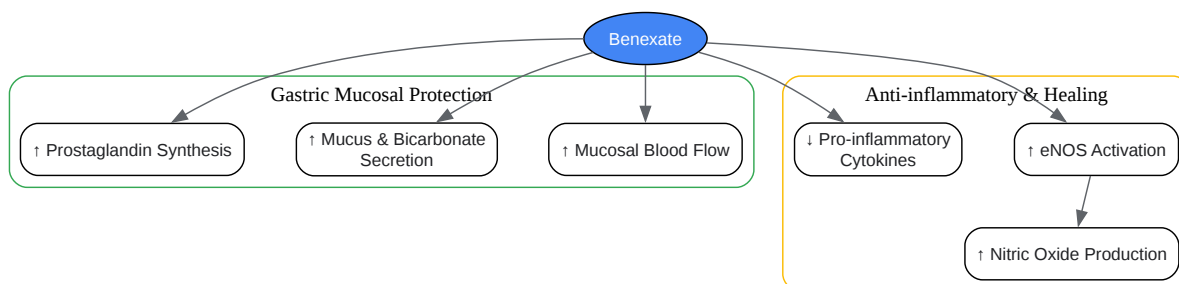 Benexate
Gastric Mucosal Protection
Anti-inflammatory & Healing
↑ Prostaglandin Synthesis
↑ Mucus & Bicarbonate
Secretion
↑ Mucosal Blood Flow
↓ Pro-inflammatory
Cytokines
↑ eNOS Activation
↑ Nitric Oxide Production